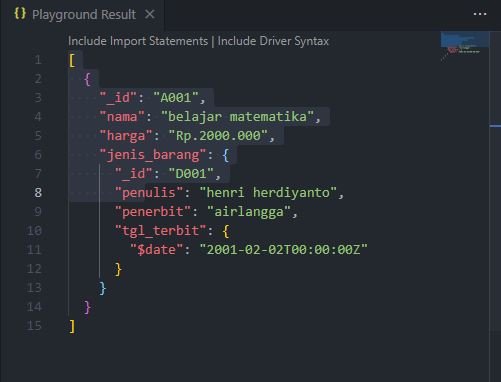 {} Playground Result ×
Include Import Statements | Include Driver Syntax
1 [
2 {
3 "_id": "A001",
4 "nama": "belajar matematika",
5 "harga": "Rp.2000.000",
6 "jenis_barang": {
7 "_id": "D001",
8 "penulis": "henri herdiyanto",
9 "penerbit": "airlangga",
10 "tgl_terbit": {
11 "$date": "2001-02-02T00:00:00Z"
12 }
13 }
14 }
15 ]